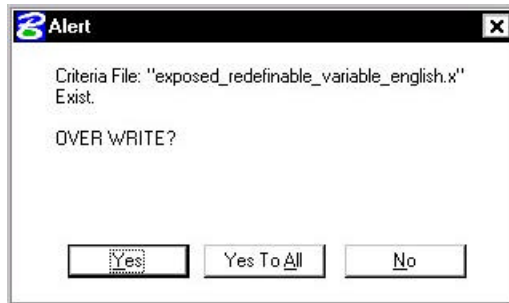 Alert
Criteria File: "exposed_redefinable_variable_english.x"
Exist.
OVER WRITE?
Yes
Yes To All
No